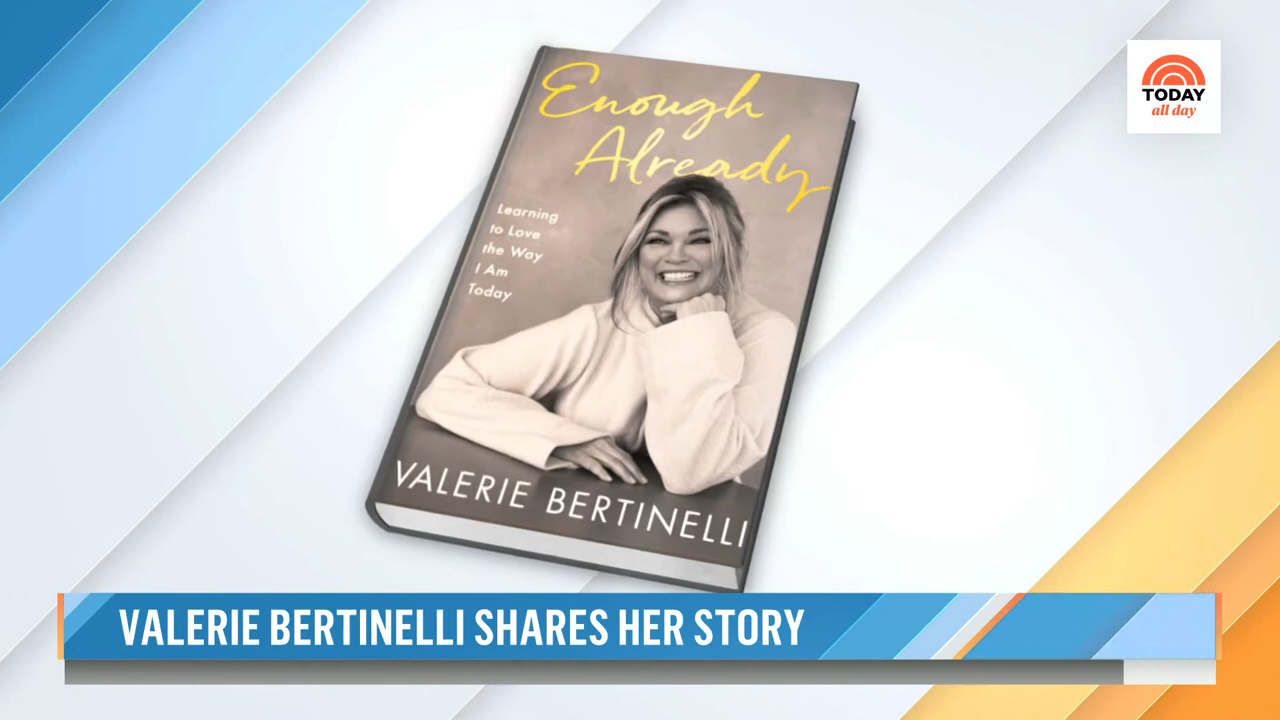 Enough
Already
Learning
to Love
the Way
I Am
Today
VALERIE BERTINELLI
TODAY
all day
VALERIE BERTINELLI SHARES HER STORY